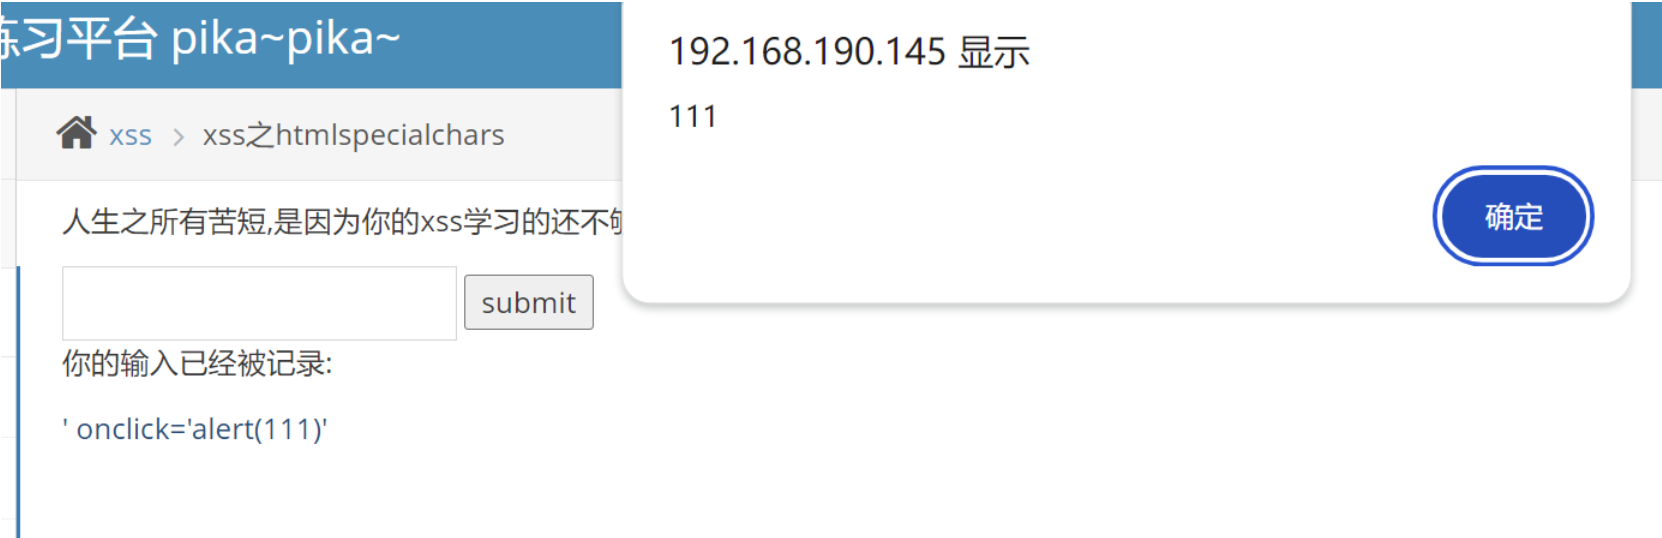 习平台 pika~pika~
192.168.190.145 显示
111
确定
xss > xss之htmlspecialchars
人生之所有苦短,是因为你的xss学习的还不
submit
你的输入已经被记录:
' onclick='alert(111)'